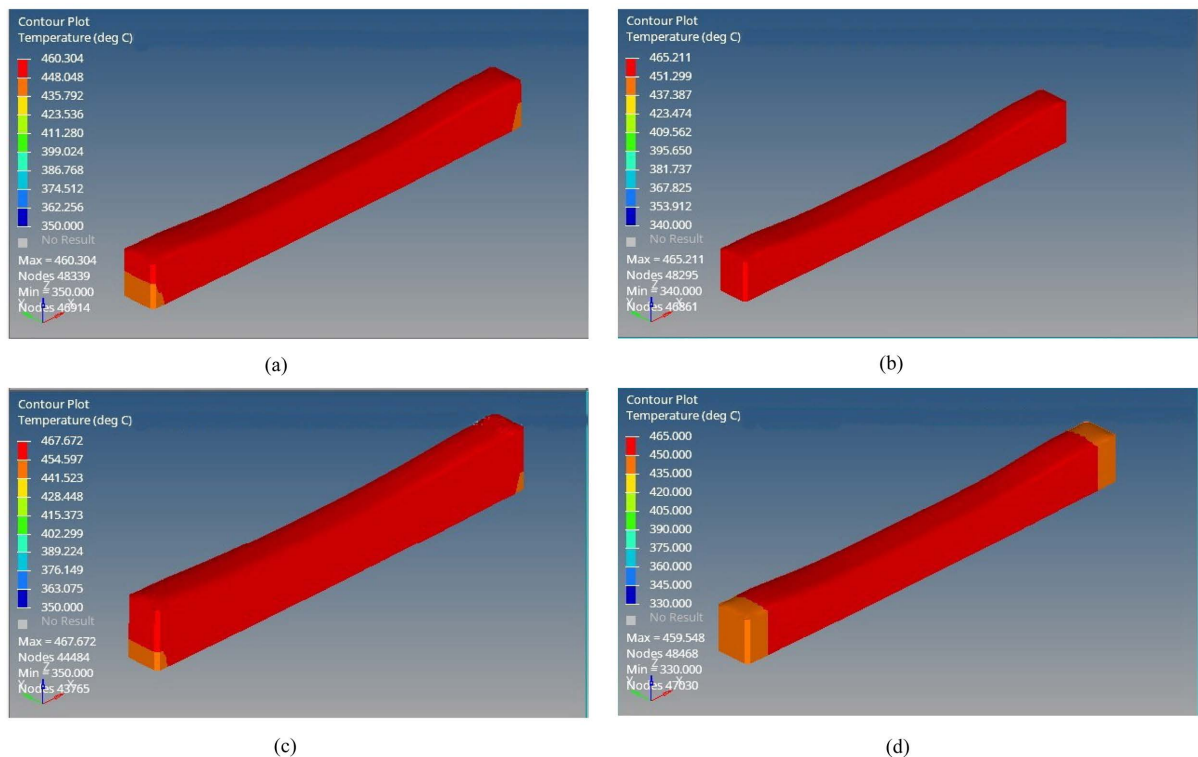 Contour Plot
Temperature (deg C)
460.304
448.048
435.792
423.536
411.280
399.024
386.768
374.512
362.256
350.000
No Result
Max = 460.304
Nodes 48339
Min = 350.000
Nodes 46914
Z
Y X
(a)
Contour Plot
Temperature (deg C)
465.211
451.299
437.387
423.474
409.562
395.650
381.737
367.825
353.912
340.000
No Result
Max = 465.211
Nodes 48295
Min = 340.000
Nodes 46861
Z
Y X
(b)
Contour Plot
Temperature (deg C)
467.672
454.597
441.523
428.448
415.373
402.299
389.224
376.149
363.075
350.000
No Result
Max = 467.672
Nodes 44484
Min = 350.000
Nodes 43765
Z
Y X
(c)
Contour Plot
Temperature (deg C)
465.000
450.000
435.000
420.000
405.000
390.000
375.000
360.000
345.000
330.000
No Result
Max = 459.548
Nodes 48468
Min = 330.000
Nodes 47030
Z
Y X
(d)